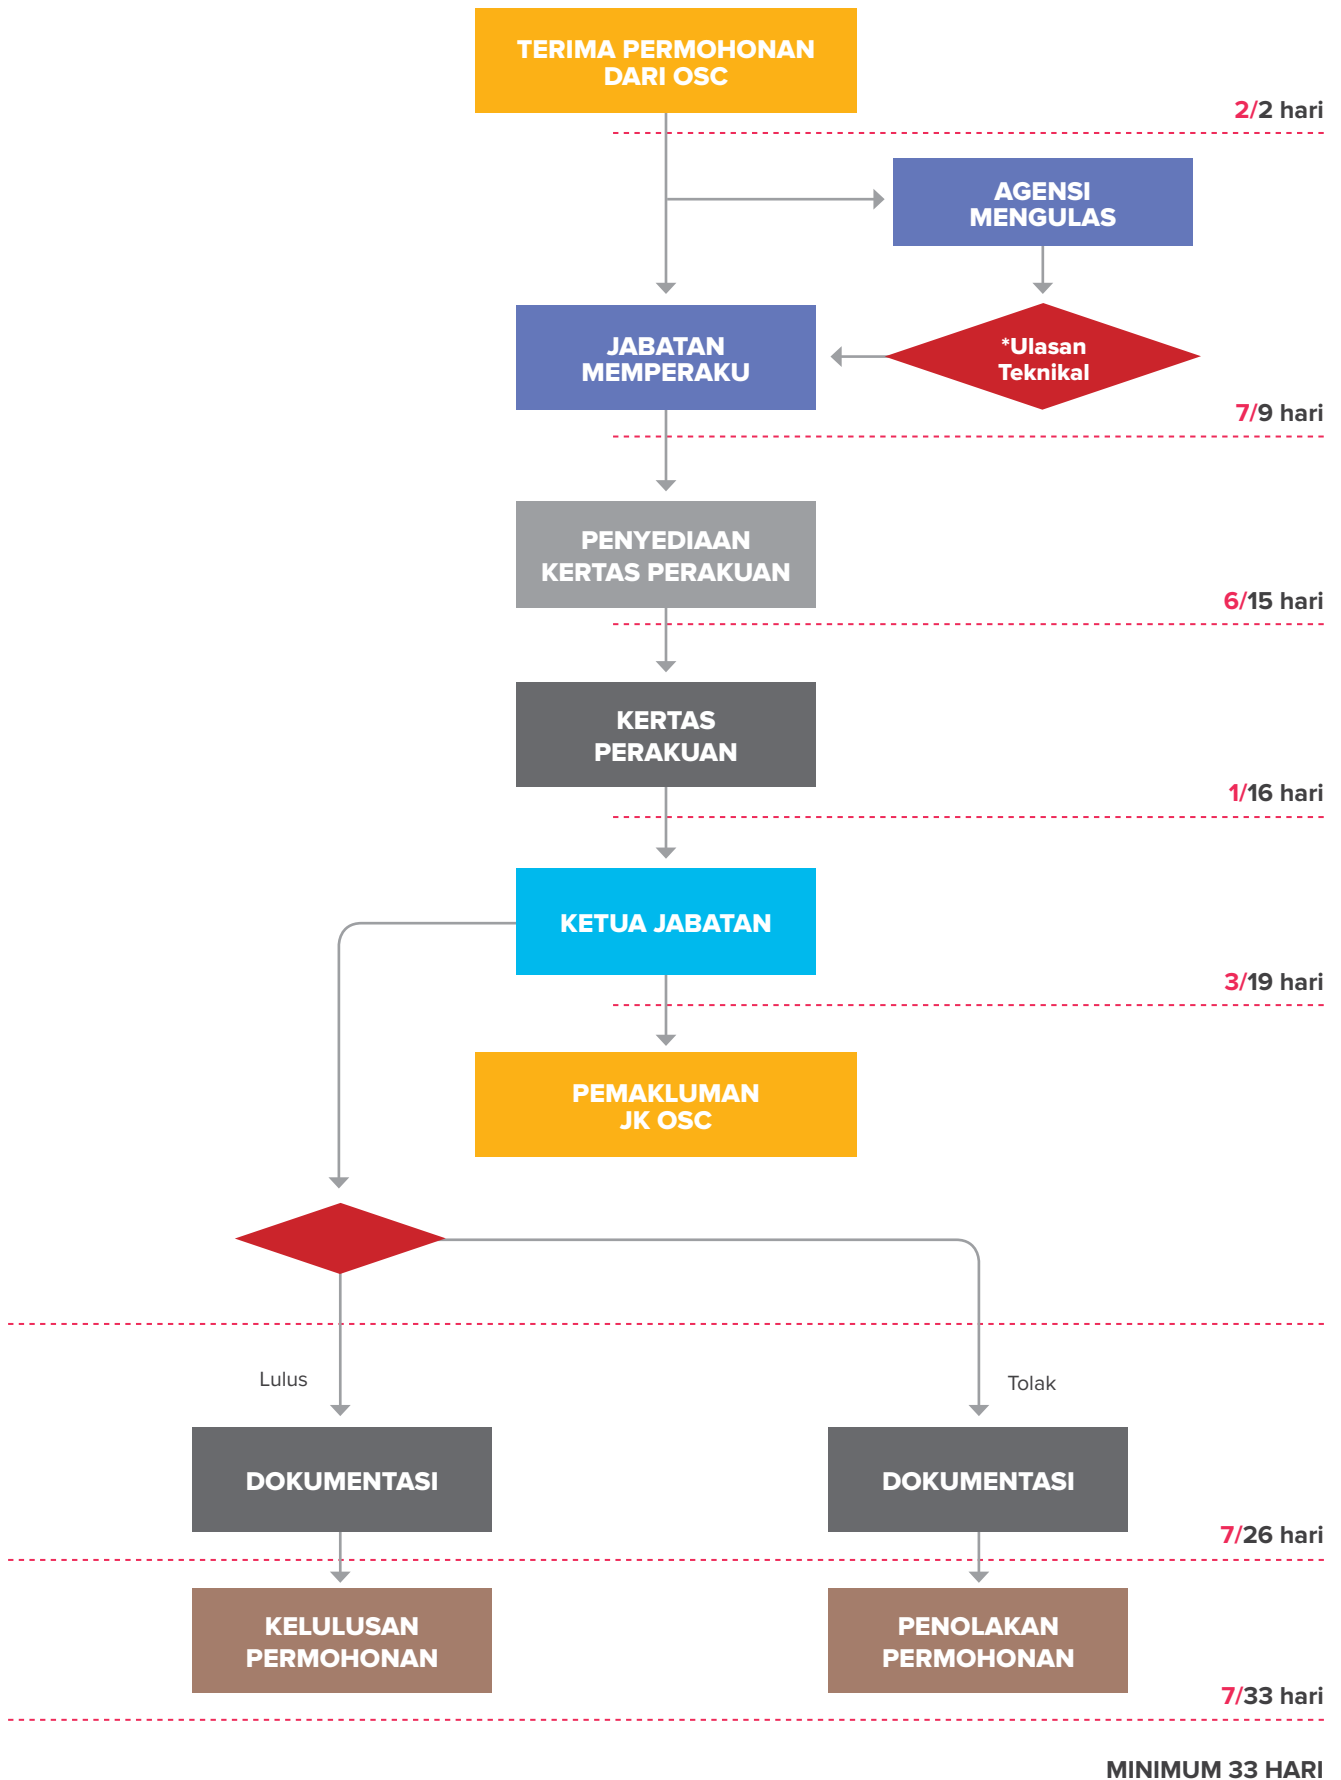 TERIMA PERMOHONAN
DARI OSC
2/2 hari
AGENSI
MENGULAS
JABATAN
MEMPERAKU
*Ulasan
Teknikal
7/9 hari
PENYEDIAAN
KERTAS PERAKUAN
6/15 hari
KERTAS
PERAKUAN
1/16 hari
KETUA JABATAN
3/19 hari
PEMAKLUMAN
JK OSC
Lulus
Tolak
DOKUMENTASI
DOKUMENTASI
7/26 hari
KELULUSAN
PERMOHONAN
PENOLAKAN
PERMOHONAN
7/33 hari
MINIMUM 33 HARI